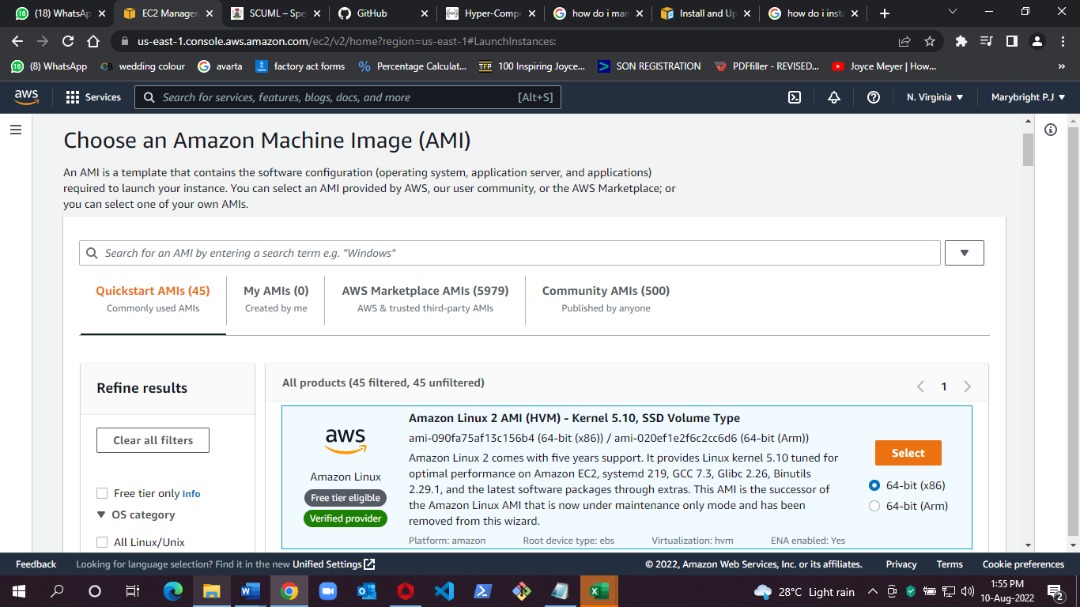 (18) WhatsAp
EC2 Manager
SCUML – Spe
GitHub
Hyper-Comp
how do i man
Install and Up
how do i inst
us-east-1.console.aws.amazon.com/ec2/v2/home?region=us-east-1#LaunchInstances:
(8) WhatsApp
wedding colour
avarta
factory act forms
Percentage Calculat...
100 Inspiring Joyce...
SON REGISTRATION
PDFfiller - REVISED...
Joyce Meyer | How...
»
aws
Services
Search for services, features, blogs, docs, and more
[Alt+S]
N. Virginia
Marybright P.J
Choose an Amazon Machine Image (AMI)
An AMI is a template that contains the software configuration (operating system, application server, and applications)
required to launch your instance. You can select an AMI provided by AWS, our user community, or the AWS Marketplace; or
you can select one of your own AMIs.
Search for an AMI by entering a search term e.g. "Windows"
Quickstart AMIs (45)
Commonly used AMIs
My AMIs (0)
Created by me
AWS Marketplace AMIs (5979)
AWS & trusted third-party AMIs
Community AMIs (500)
Published by anyone
Refine results
Clear all filters
Free tier only Info
OS category
All Linux/Unix
All products (45 filtered, 45 unfiltered)
1
aws
Amazon Linux
Free tier eligible
Verified provider
Amazon Linux 2 AMI (HVM) - Kernel 5.10, SSD Volume Type
ami-090fa75af13c156b4 (64-bit (x86)) / ami-020ef1e2f6c2cc6d6 (64-bit (Arm))
Amazon Linux 2 comes with five years support. It provides Linux kernel 5.10 tuned for
optimal performance on Amazon EC2, systemd 219, GCC 7.3, Glibc 2.26, Binutils
2.29.1, and the latest software packages through extras. This AMI is the successor of
the Amazon Linux AMI that is now under maintenance only mode and has been
removed from this wizard.
Platform: amazon
Root device type: ebs
Virtualization: hvm
ENA enabled: Yes
Select
64-bit (x86)
64-bit (Arm)
Feedback
Looking for language selection? Find it in the new Unified Settings
© 2022, Amazon Web Services, Inc. or its affiliates.
Privacy
Terms
Cookie preferences
28°C Light rain
1:55 PM
10-Aug-2022
2